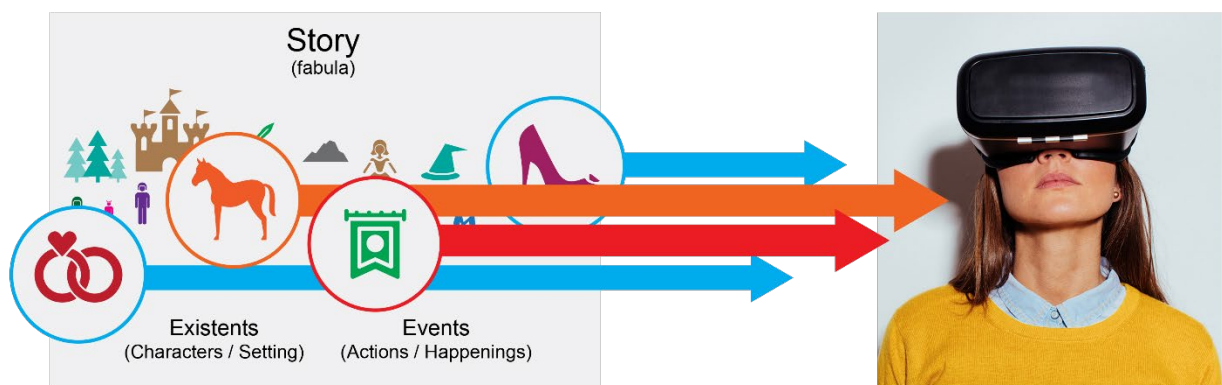 Story
(fabula)
Existents
(Characters / Setting)
Events
(Actions / Happenings)